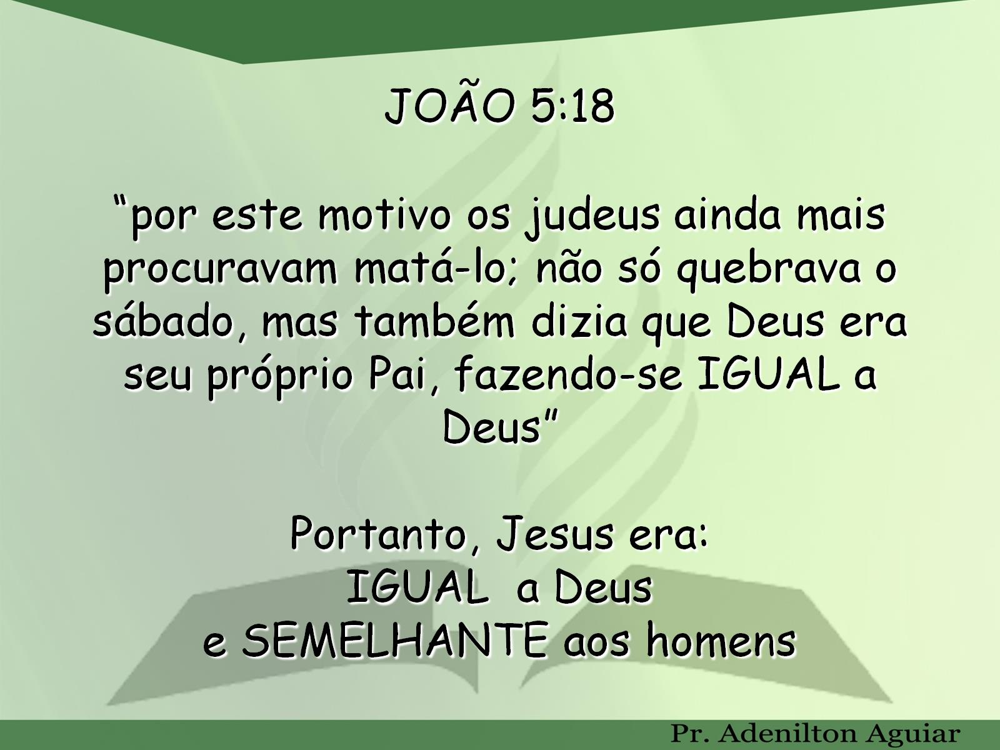 JOÃO 5:18
“por este motivo os judeus ainda mais
procuravam matá-lo; não só quebrava o
sábado, mas também dizia que Deus era
seu próprio Pai, fazendo-se IGUAL a
Deus”
Portanto, Jesus era:
IGUAL  a Deus
e SEMELHANTE aos homens
Pr. Adenilton Aguiar